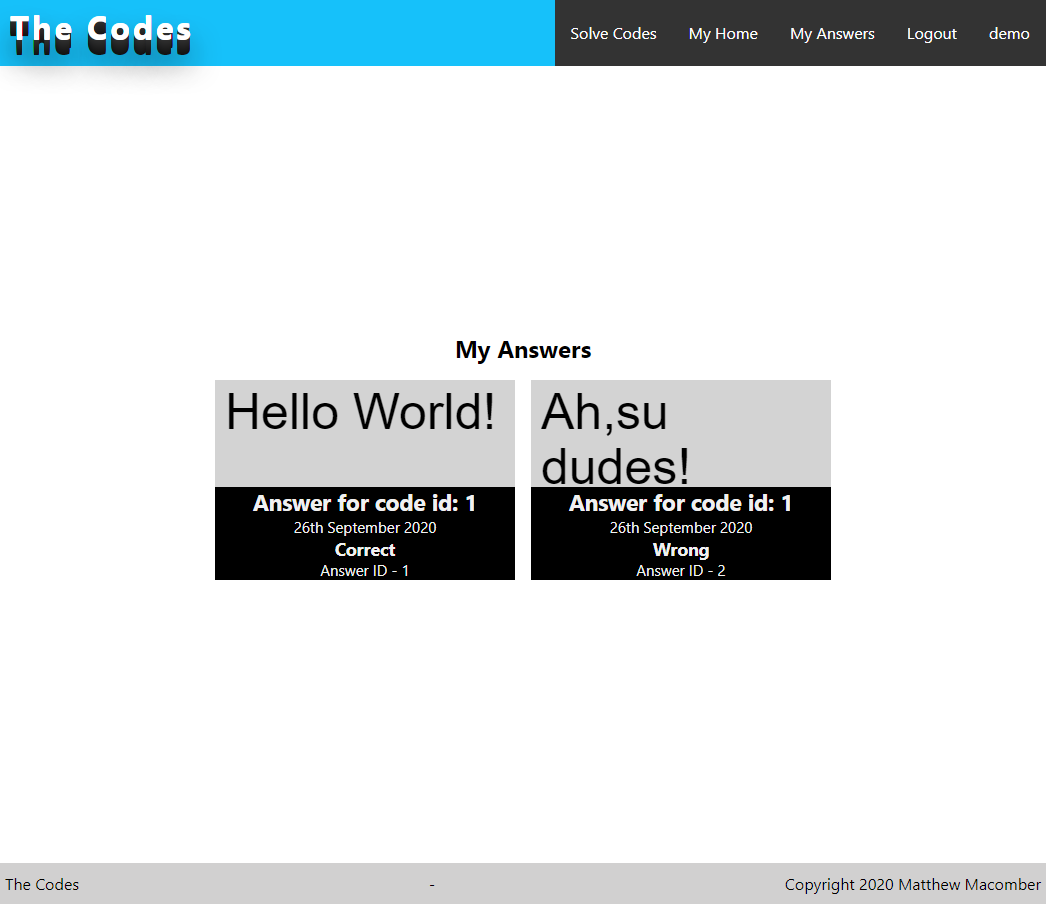 The Codes
Solve Codes My Home My Answers Logout demo
My Answers
Hello World!
Answer for code id: 1
26th September 2020
Correct
Answer ID - 1
Ah,su
dudes!
Answer for code id: 1
26th September 2020
Wrong
Answer ID - 2
The Codes - Copyright 2020 Matthew Macomber